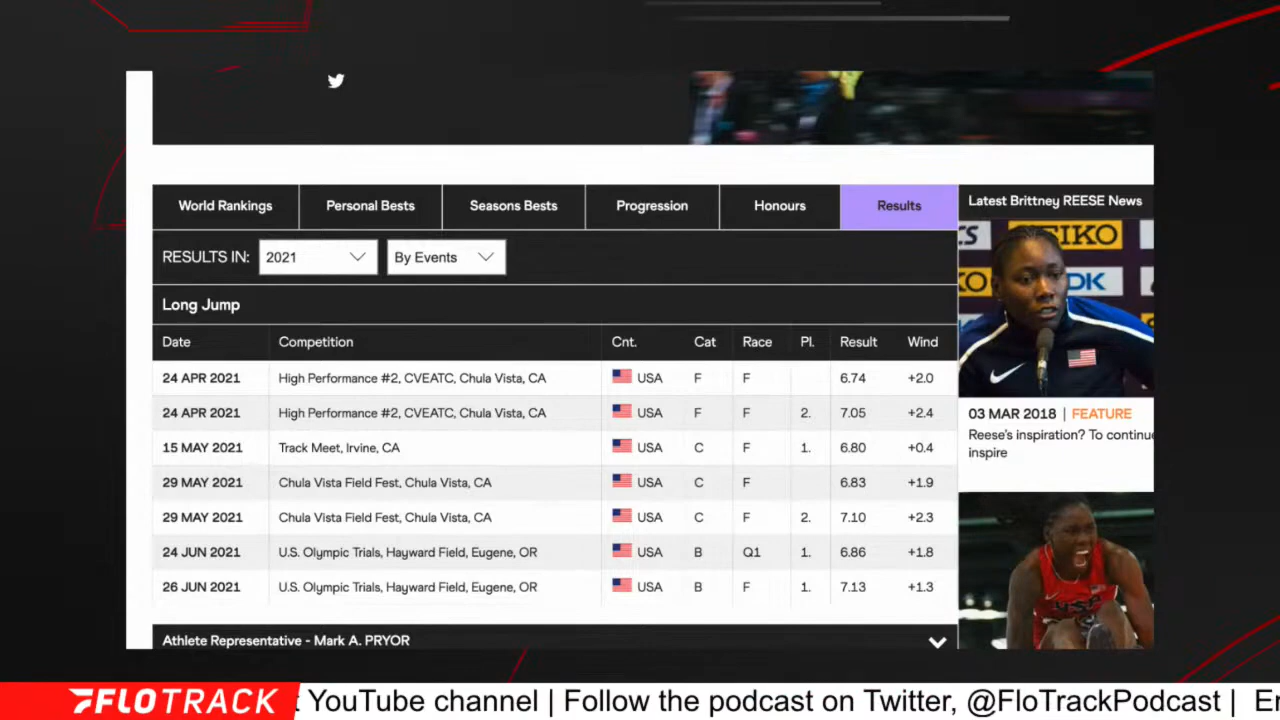 World Rankings Personal Bests Seasons Bests Progression Honours Results
RESULTS IN: 2021 By Events
Long Jump
Date Competition Cnt. Cat Race Pl. Result Wind
24 APR 2021 High Performance #2, CVEATC, Chula Vista, CA USA F F 6.74 +2.0
24 APR 2021 High Performance #2, CVEATC, Chula Vista, CA USA F F 2. 7.05 +2.4
15 MAY 2021 Track Meet, Irvine, CA USA C F 1. 6.80 +0.4
29 MAY 2021 Chula Vista Field Fest, Chula Vista, CA USA C F 6.83 +1.9
29 MAY 2021 Chula Vista Field Fest, Chula Vista, CA USA C F 2. 7.10 +2.3
24 JUN 2021 U.S. Olympic Trials, Hayward Field, Eugene, OR USA B Q1 1. 6.86 +1.8
26 JUN 2021 U.S. Olympic Trials, Hayward Field, Eugene, OR USA B F 1. 7.13 +1.3
Athlete Representative - Mark A. PRYOR
Latest Brittney REESE News
CS SEIKO
KO DK
03 MAR 2018 | FEATURE
Reese's inspiration? To continue
inspire
FLOTRACK YouTube channel | Follow the podcast on Twitter, @FloTrackPodcast |